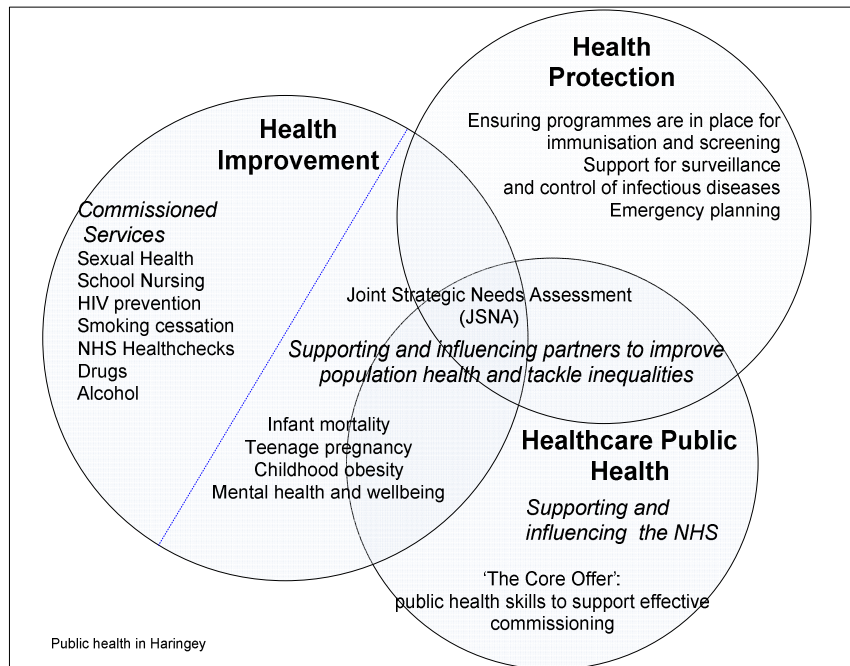 Health
Protection
Ensuring programmes are in place for
immunisation and screening
Support for surveillance
and control of infectious diseases
Emergency planning
Health
Improvement
Commissioned
Services
Sexual Health
School Nursing
HIV prevention
Smoking cessation
NHS Healthchecks
Drugs
Alcohol
Joint Strategic Needs Assessment
(JSNA)
Supporting and influencing partners to improve
population health and tackle inequalities
Infant mortality
Teenage pregnancy
Childhood obesity
Mental health and wellbeing
Healthcare Public
Health
Supporting and
influencing the NHS
‘The Core Offer’:
public health skills to support effective
commissioning
Public health in Haringey